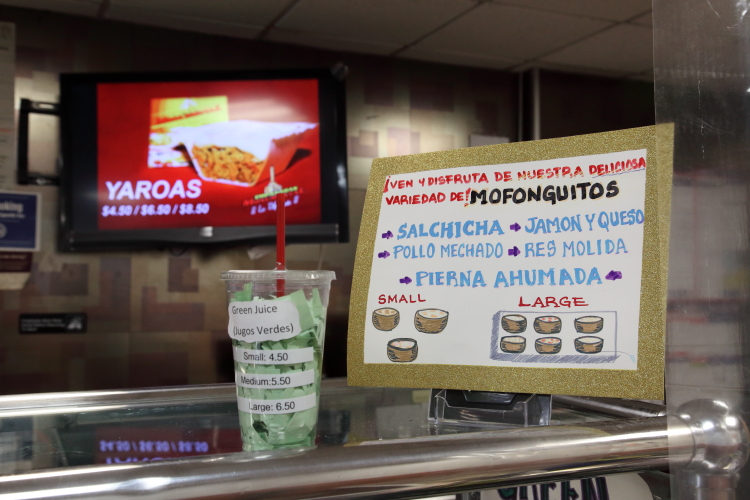 YAROAS
$4.50 / $6.50 / $8.50
¡VEN Y DISFRUTA DE NUESTRA DELICIOSA
VARIEDAD DE! MOFONGUITOS
SALCHICHA JAMON Y QUESO
POLLO MECHADO RES MOLIDA
PIERNA AHUMADA
SMALL LARGE
Green Juice
(Jugos Verdes)
Small: 4.50
Medium:5.50
Large: 6.50